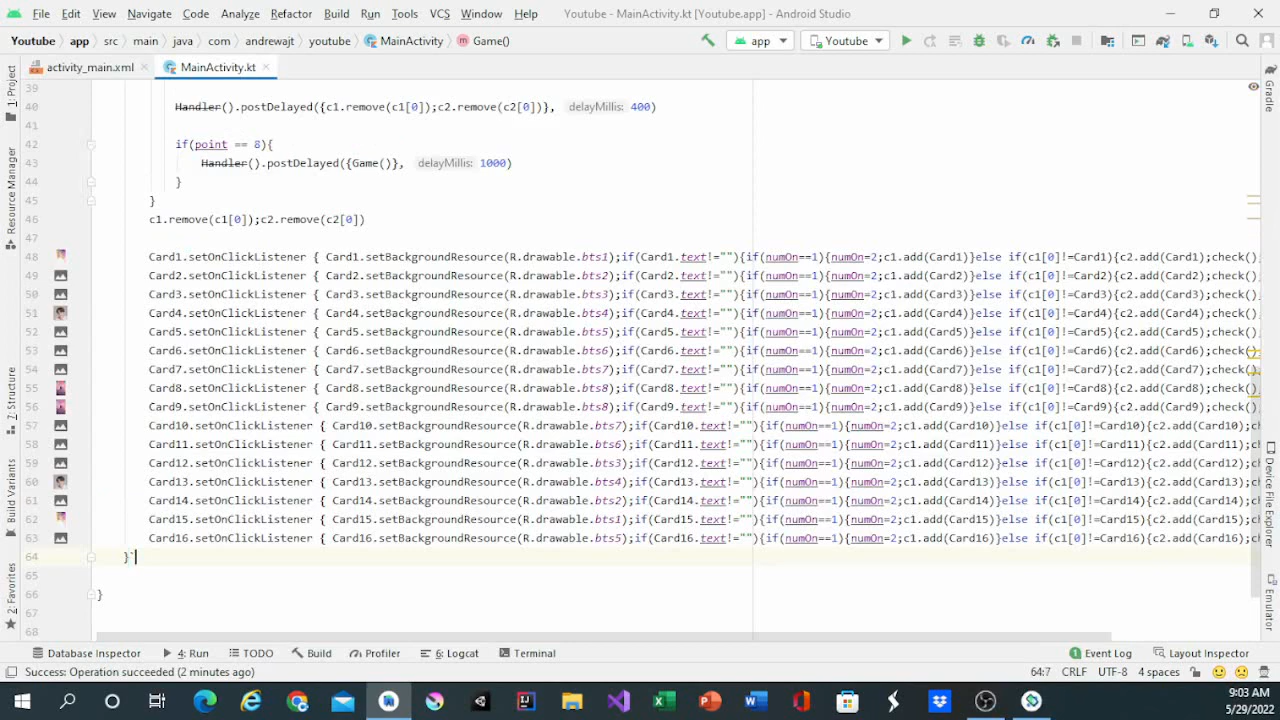 File Edit View Navigate Code Analyze Refactor Build Run Tools VCS Window Help Youtube - MainActivity.kt [Youtube.app] - Android Studio
Youtube app src main java com andrewajt youtube MainActivity Game() app Youtube
activity_main.xml MainActivity.kt
1: Project
Resource Manager
7: Structure
Build Variants
2: Favorites
39
40 Handler().postDelayed({c1.remove(c1[0]);c2.remove(c2[0])}, delayMillis: 400)
41
42 if(point == 8){
43 Handler().postDelayed({Game()}, delayMillis: 1000)
44 }
45 }
46 c1.remove(c1[0]);c2.remove(c2[0])
47
48 Card1.setOnClickListener { Card1.setBackgroundResource(R.drawable.bts1);if(Card1.text!=""){if(numOn==1){numOn=2;c1.add(Card1)}else if(c1[0]!=Card1){c2.add(Card1);check()
49 Card2.setOnClickListener { Card2.setBackgroundResource(R.drawable.bts2);if(Card2.text!=""){if(numOn==1){numOn=2;c1.add(Card2)}else if(c1[0]!=Card2){c2.add(Card2);check()
50 Card3.setOnClickListener { Card3.setBackgroundResource(R.drawable.bts3);if(Card3.text!=""){if(numOn==1){numOn=2;c1.add(Card3)}else if(c1[0]!=Card3){c2.add(Card3);check()
51 Card4.setOnClickListener { Card4.setBackgroundResource(R.drawable.bts4);if(Card4.text!=""){if(numOn==1){numOn=2;c1.add(Card4)}else if(c1[0]!=Card4){c2.add(Card4);check()
52 Card5.setOnClickListener { Card5.setBackgroundResource(R.drawable.bts5);if(Card5.text!=""){if(numOn==1){numOn=2;c1.add(Card5)}else if(c1[0]!=Card5){c2.add(Card5);check()
53 Card6.setOnClickListener { Card6.setBackgroundResource(R.drawable.bts6);if(Card6.text!=""){if(numOn==1){numOn=2;c1.add(Card6)}else if(c1[0]!=Card6){c2.add(Card6);check()
54 Card7.setOnClickListener { Card7.setBackgroundResource(R.drawable.bts7);if(Card7.text!=""){if(numOn==1){numOn=2;c1.add(Card7)}else if(c1[0]!=Card7){c2.add(Card7);check()
55 Card8.setOnClickListener { Card8.setBackgroundResource(R.drawable.bts8);if(Card8.text!=""){if(numOn==1){numOn=2;c1.add(Card8)}else if(c1[0]!=Card8){c2.add(Card8);check()
56 Card9.setOnClickListener { Card9.setBackgroundResource(R.drawable.bts8);if(Card9.text!=""){if(numOn==1){numOn=2;c1.add(Card9)}else if(c1[0]!=Card9){c2.add(Card9);check()
57 Card10.setOnClickListener { Card10.setBackgroundResource(R.drawable.bts7);if(Card10.text!=""){if(numOn==1){numOn=2;c1.add(Card10)}else if(c1[0]!=Card10){c2.add(Card10);ch
58 Card11.setOnClickListener { Card11.setBackgroundResource(R.drawable.bts6);if(Card11.text!=""){if(numOn==1){numOn=2;c1.add(Card11)}else if(c1[0]!=Card11){c2.add(Card11);ch
59 Card12.setOnClickListener { Card12.setBackgroundResource(R.drawable.bts3);if(Card12.text!=""){if(numOn==1){numOn=2;c1.add(Card12)}else if(c1[0]!=Card12){c2.add(Card12);ch
60 Card13.setOnClickListener { Card13.setBackgroundResource(R.drawable.bts4);if(Card13.text!=""){if(numOn==1){numOn=2;c1.add(Card13)}else if(c1[0]!=Card13){c2.add(Card13);ch
61 Card14.setOnClickListener { Card14.setBackgroundResource(R.drawable.bts2);if(Card14.text!=""){if(numOn==1){numOn=2;c1.add(Card14)}else if(c1[0]!=Card14){c2.add(Card14);ch
62 Card15.setOnClickListener { Card15.setBackgroundResource(R.drawable.bts1);if(Card15.text!=""){if(numOn==1){numOn=2;c1.add(Card15)}else if(c1[0]!=Card15){c2.add(Card15);ch
63 Card16.setOnClickListener { Card16.setBackgroundResource(R.drawable.bts5);if(Card16.text!=""){if(numOn==1){numOn=2;c1.add(Card16)}else if(c1[0]!=Card16){c2.add(Card16);ch
64 }`
65
66 }
67
68
Gradle
Device File Explorer
Emulator
Database Inspector 4: Run TODO Build Profiler 6: Logcat Terminal 1 Event Log Layout Inspector
Success: Operation succeeded (2 minutes ago) 64:7 CRLF UTF-8 4 spaces
9:03 AM
5/29/2022